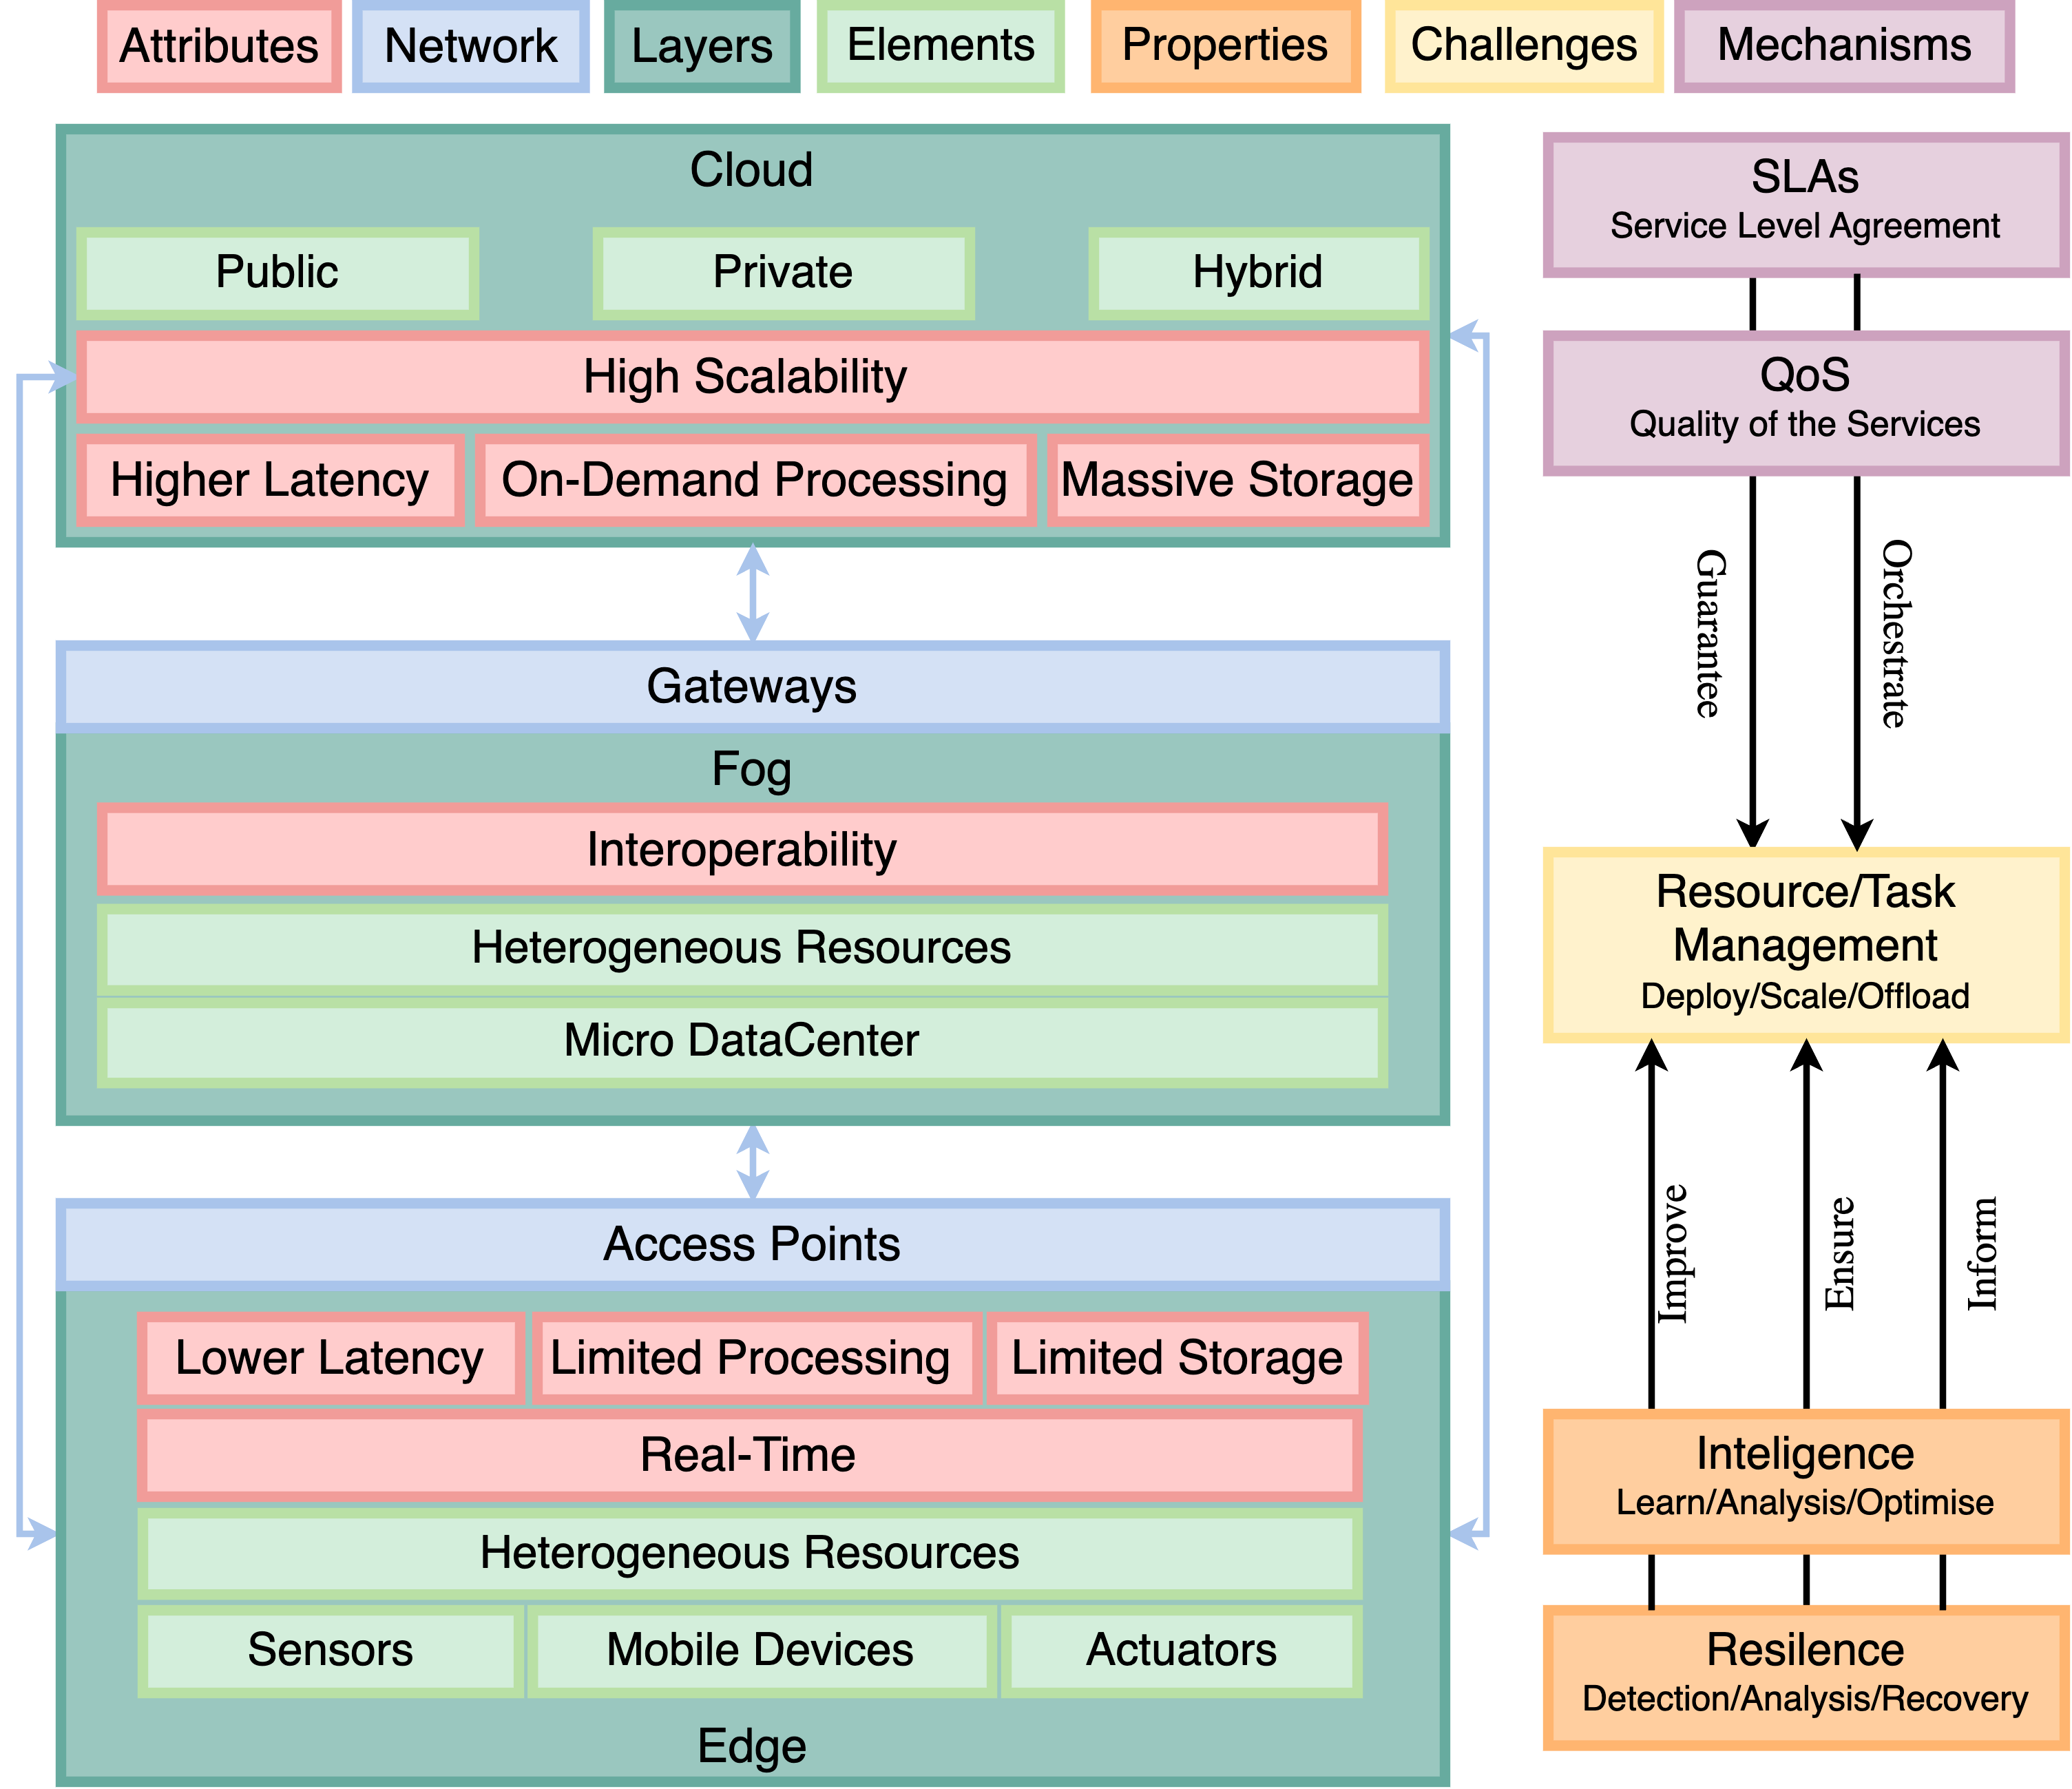 Attributes
Network
Layers
Elements
Properties
Challenges
Mechanisms
Cloud
Public
Private
Hybrid
High Scalability
Higher Latency
On-Demand Processing
Massive Storage
Gateways
Fog
Interoperability
Heterogeneous Resources
Micro DataCenter
Access Points
Lower Latency
Limited Processing
Limited Storage
Real-Time
Heterogeneous Resources
Sensors
Mobile Devices
Actuators
Edge
SLAs
Service Level Agreement
QoS
Quality of the Services
Guarantee
Orchestrate
Resource/Task
Management
Deploy/Scale/Offload
Improve
Ensure
Inform
Inteligence
Learn/Analysis/Optimise
Resilence
Detection/Analysis/Recovery